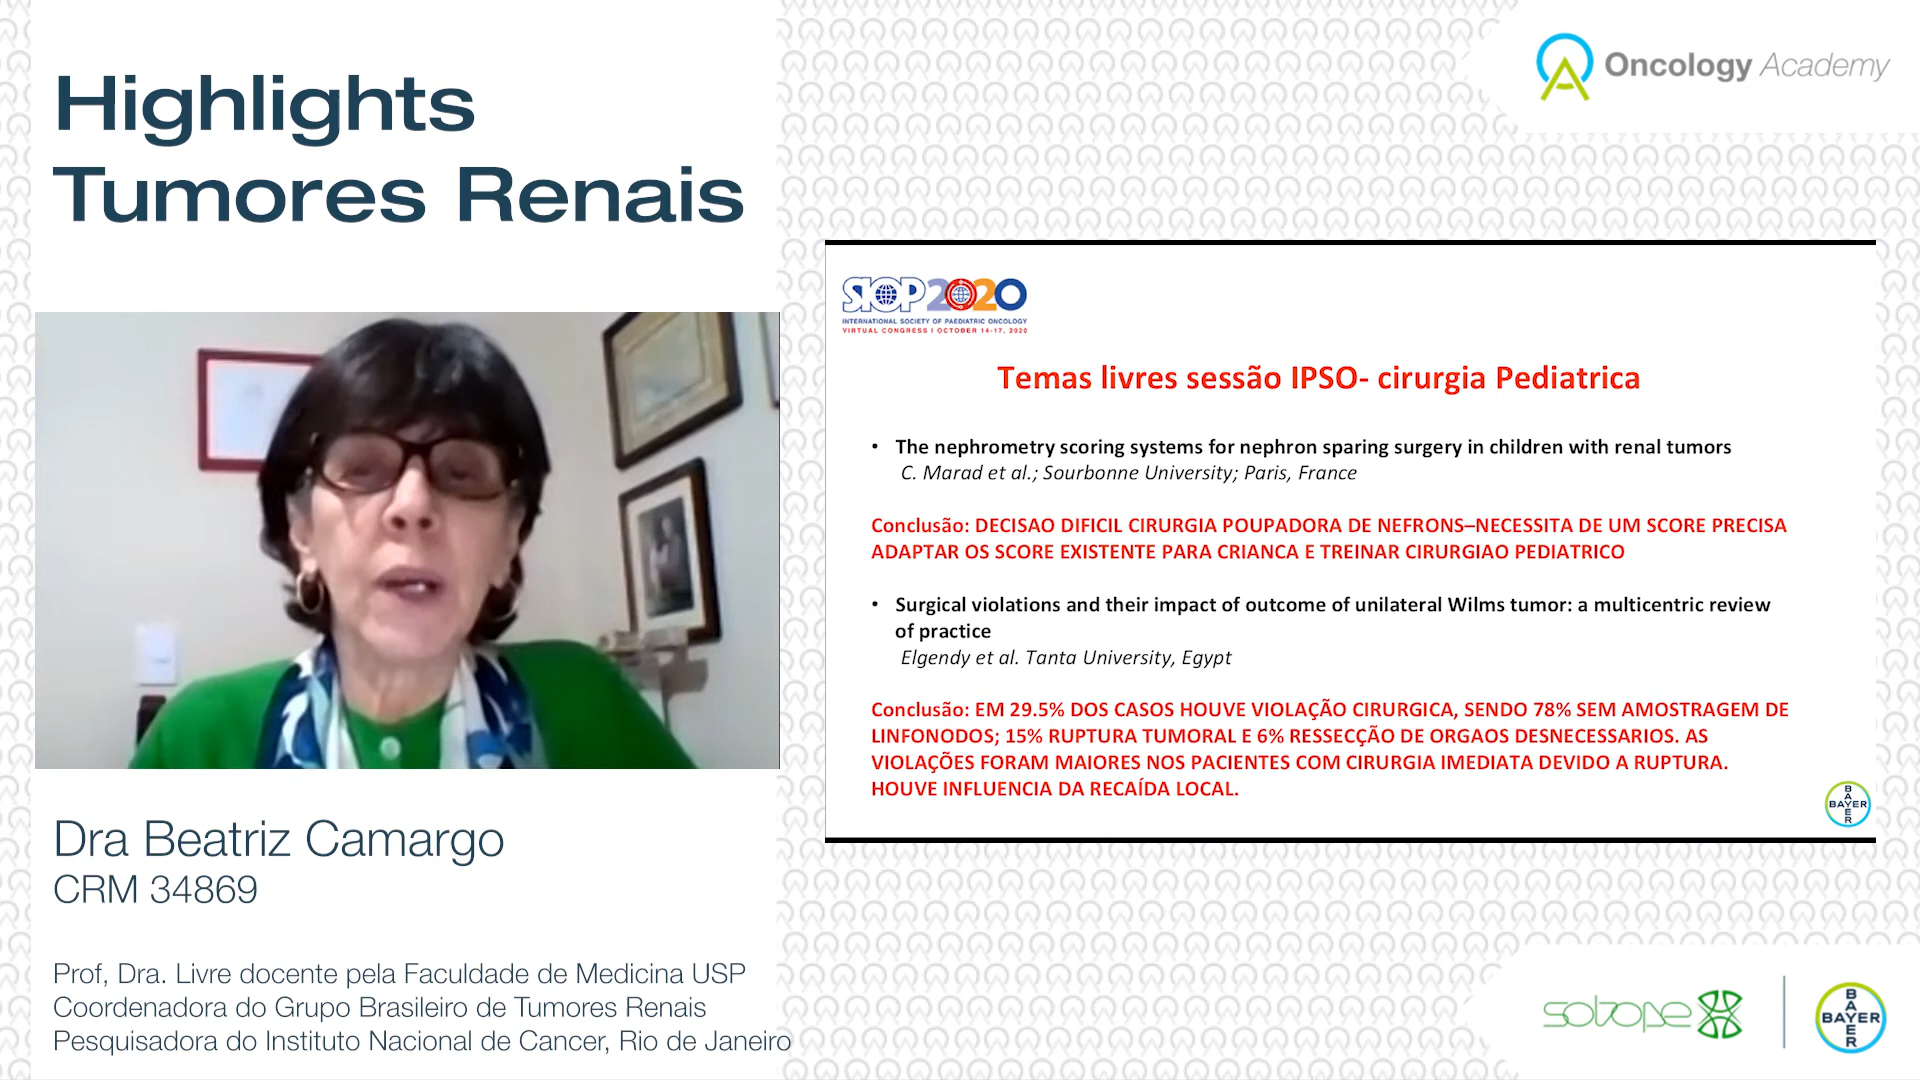 Highlights
Tumores Renais
Oncology Academy
SIOP 2020
INTERNATIONAL SOCIETY OF PAEDIATRIC ONCOLOGY
VIRTUAL CONGRESS | OCTOBER 14-17, 2020
Temas livres sessão IPSO- cirurgia Pediatrica
• The nephrometry scoring systems for nephron sparing surgery in children with renal tumors
C. Marad et al.; Sourbonne University; Paris, France
Conclusão: DECISAO DIFICIL CIRURGIA POUPADORA DE NEFRONS–NECESSITA DE UM SCORE PRECISA
ADAPTAR OS SCORE EXISTENTE PARA CRIANCA E TREINAR CIRURGIAO PEDIATRICO
• Surgical violations and their impact of outcome of unilateral Wilms tumor: a multicentric review
of practice
Elgendy et al. Tanta University, Egypt
Conclusão: EM 29.5% DOS CASOS HOUVE VIOLAÇÃO CIRURGICA, SENDO 78% SEM AMOSTRAGEM DE
LINFONODOS; 15% RUPTURA TUMORAL E 6% RESSECÇÃO DE ORGAOS DESNECESSARIOS. AS
VIOLAÇÕES FORAM MAIORES NOS PACIENTES COM CIRURGIA IMEDIATA DEVIDO A RUPTURA.
HOUVE INFLUENCIA DA RECAÍDA LOCAL.
BAYER
BAYER
Dra Beatriz Camargo
CRM 34869
Prof, Dra. Livre docente pela Faculdade de Medicina USP
Coordenadora do Grupo Brasileiro de Tumores Renais
Pesquisadora do Instituto Nacional de Cancer, Rio de Janeiro
sobope
BAYER
BAYER